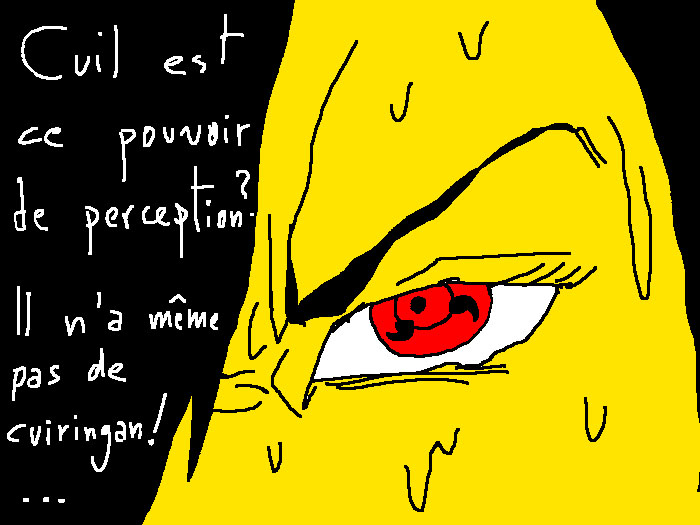 Cuil est
ce pouvoir
de perception?
Il n'a même
pas de
cuiringan!
...